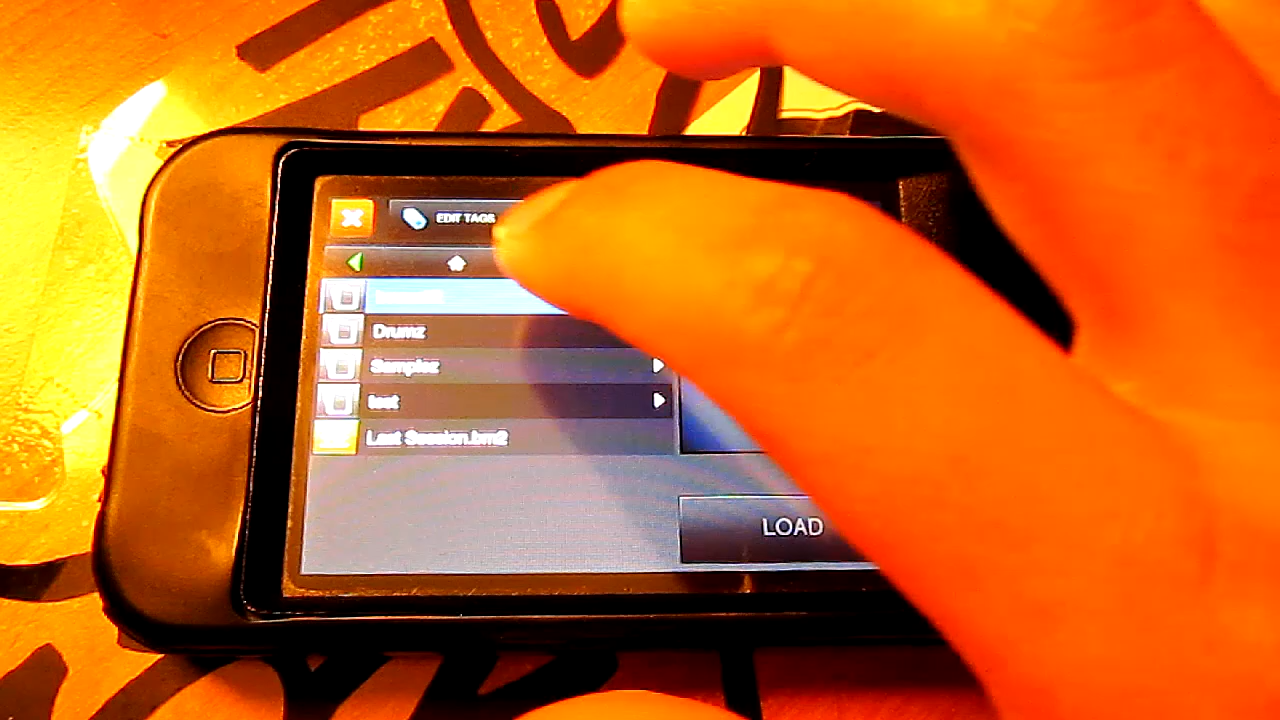 EDIT TAGS
Drumz
Samplez
test
Last Session.bm2
LOAD